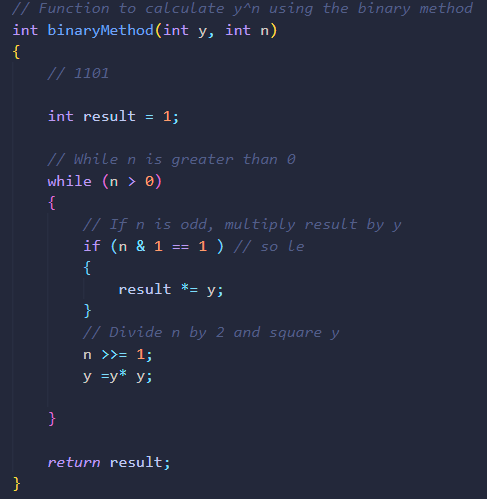 // Function to calculate y^n using the binary method
int binaryMethod(int y, int n)
{
// 1101
int result = 1;
// While n is greater than 0
while (n > 0)
{
// If n is odd, multiply result by y
if (n & 1 == 1 ) // so le
{
result *= y;
}
// Divide n by 2 and square y
n >>= 1;
y =y* y;
}
return result;
}